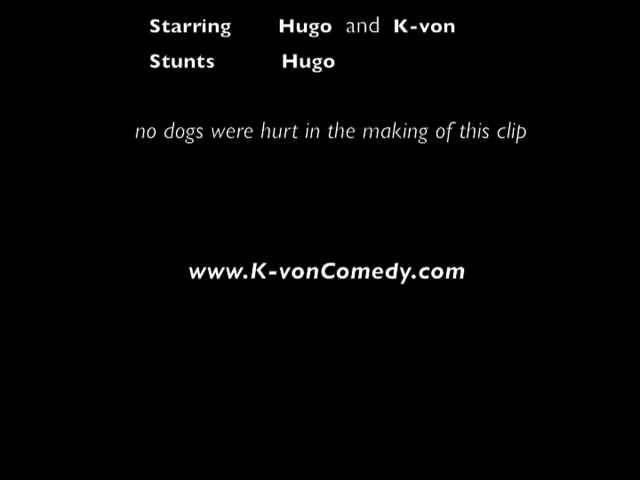 Starring Hugo and K-von
Stunts Hugo
no dogs were hurt in the making of this clip
www.K-vonComedy.com